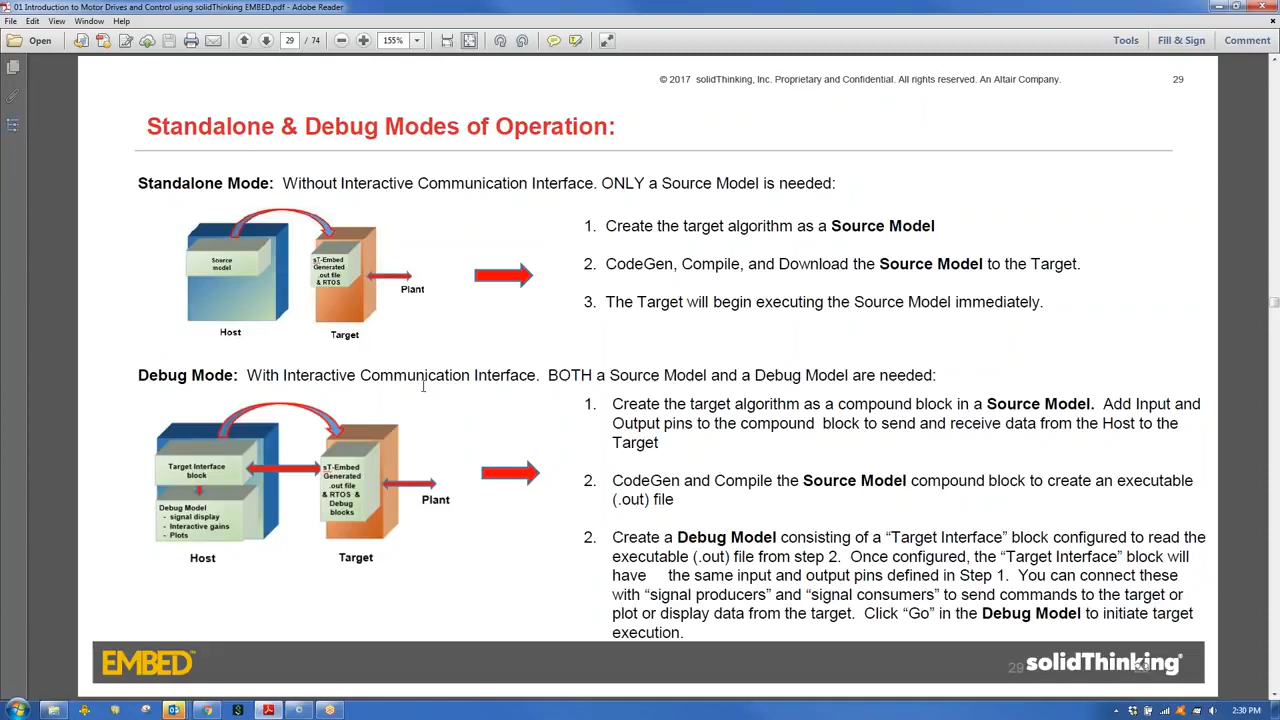 01 Introduction to Motor Drives and Control using solidThinking EMBED.pdf - Adobe Reader
File Edit View Window Help
Open 29 / 74 155% Tools Fill & Sign Comment
© 2017 solidThinking, Inc. Proprietary and Confidential. All rights reserved. An Altair Company. 29
Standalone & Debug Modes of Operation:
Standalone Mode: Without Interactive Communication Interface. ONLY a Source Model is needed:
Source
model
sT-Embed
Generated
.out file
& RTOS
Plant
Host
Target
1. Create the target algorithm as a Source Model
2. CodeGen, Compile, and Download the Source Model to the Target.
3. The Target will begin executing the Source Model immediately.
Debug Mode: With Interactive Communication Interface. BOTH a Source Model and a Debug Model are needed:
Target Interface
block
Debug Model
- signal display
- Interactive gains
- Plots
sT-Embed
Generated
.out file
& RTOS &
Debug
blocks
Plant
Host
Target
1. Create the target algorithm as a compound block in a Source Model. Add Input and
Output pins to the compound block to send and receive data from the Host to the
Target
2. CodeGen and Compile the Source Model compound block to create an executable
(.out) file
2. Create a Debug Model consisting of a “Target Interface” block configured to read the
executable (.out) file from step 2. Once configured, the “Target Interface” block will
have the same input and output pins defined in Step 1. You can connect these
with “signal producers” and “signal consumers” to send commands to the target or
plot or display data from the target. Click “Go” in the Debug Model to initiate target
execution.
EMBED
29 solidThinking® 29
2:30 PM